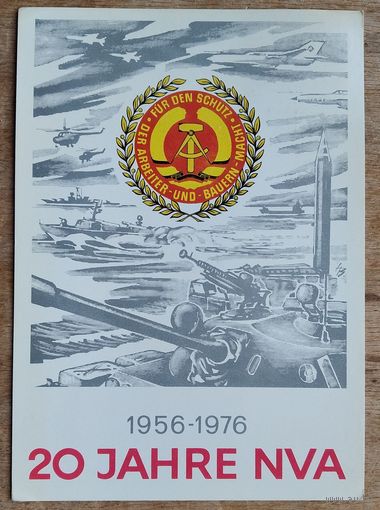 FÜR DEN SCHUTZ
DER ARBEITER-UND-BAUERN-MACHT
1956-1976
20 JAHRE NVA